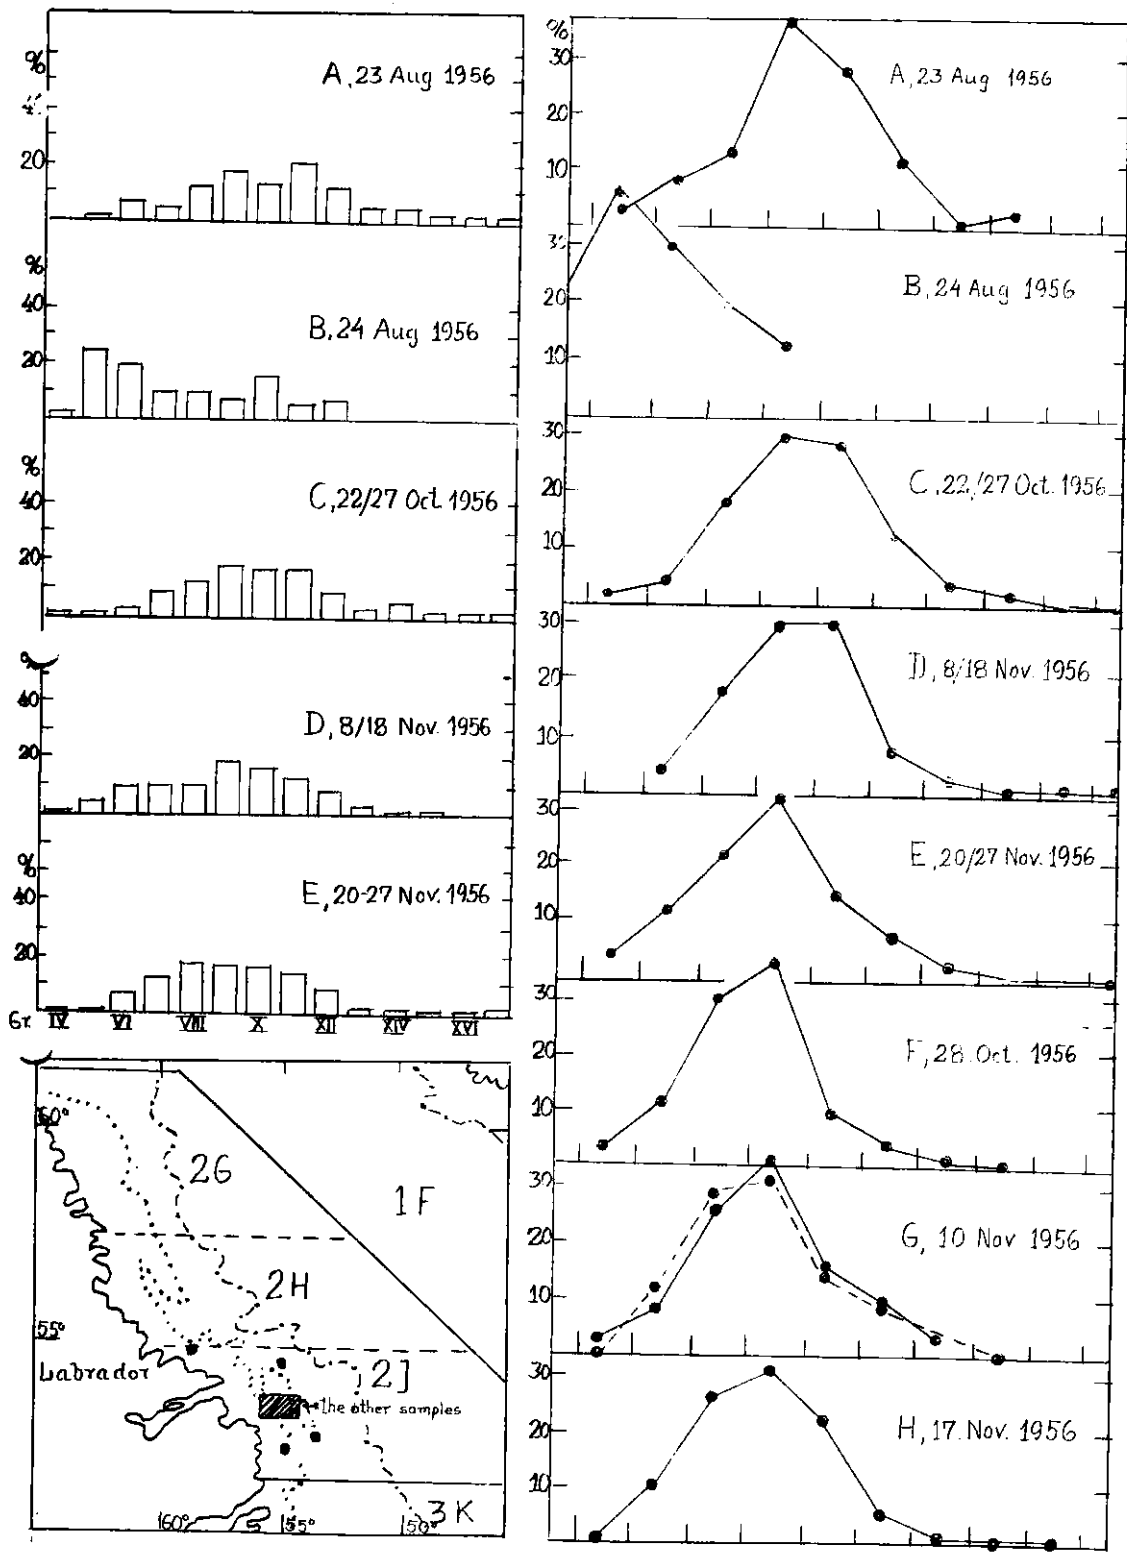 %
20
A, 23 Aug 1956
%
40
20
B, 24 Aug 1956
%
40
20
C, 22/27 Oct. 1956
%
40
20
D, 8/18 Nov. 1956
%
40
20
E, 20-27 Nov. 1956
Gr. IV VI VIII X XII XIV XVI
60°
2G
1F
2H
55°
Labrador
2J
the other samples
3K
160° 55° 50°
%
30
20
10
A, 23 Aug 1956
30
20
10
B, 24 Aug 1956
30
20
10
C, 22/27 Oct. 1956
30
20
10
D, 8/18 Nov. 1956
30
20
10
E, 20/27 Nov. 1956
30
20
10
F, 28. Oct. 1956
30
20
10
G, 10 Nov 1956
30
20
10
H, 17. Nov. 1956